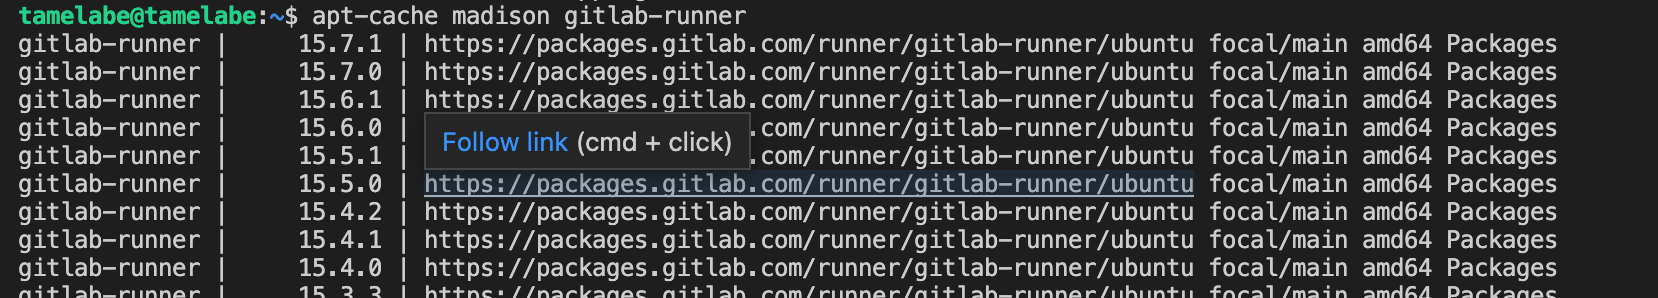 tamelabe@tamelabe:~$ apt-cache madison gitlab-runner
gitlab-runner |     15.7.1 | https://packages.gitlab.com/runner/gitlab-runner/ubuntu focal/main amd64 Packages
gitlab-runner |     15.7.0 | https://packages.gitlab.com/runner/gitlab-runner/ubuntu focal/main amd64 Packages
gitlab-runner |     15.6.1 | https://packages.gitlab.com/runner/gitlab-runner/ubuntu focal/main amd64 Packages
gitlab-runner |     15.6.0 | .com/runner/gitlab-runner/ubuntu focal/main amd64 Packages
Follow link (cmd + click)
gitlab-runner |     15.5.1 | .com/runner/gitlab-runner/ubuntu focal/main amd64 Packages
gitlab-runner |     15.5.0 | https://packages.gitlab.com/runner/gitlab-runner/ubuntu focal/main amd64 Packages
gitlab-runner |     15.4.2 | https://packages.gitlab.com/runner/gitlab-runner/ubuntu focal/main amd64 Packages
gitlab-runner |     15.4.1 | https://packages.gitlab.com/runner/gitlab-runner/ubuntu focal/main amd64 Packages
gitlab-runner |     15.4.0 | https://packages.gitlab.com/runner/gitlab-runner/ubuntu focal/main amd64 Packages
gitlab-runner |     15.3.3 | https://packages.gitlab.com/runner/gitlab-runner/ubuntu focal/main amd64 Packages